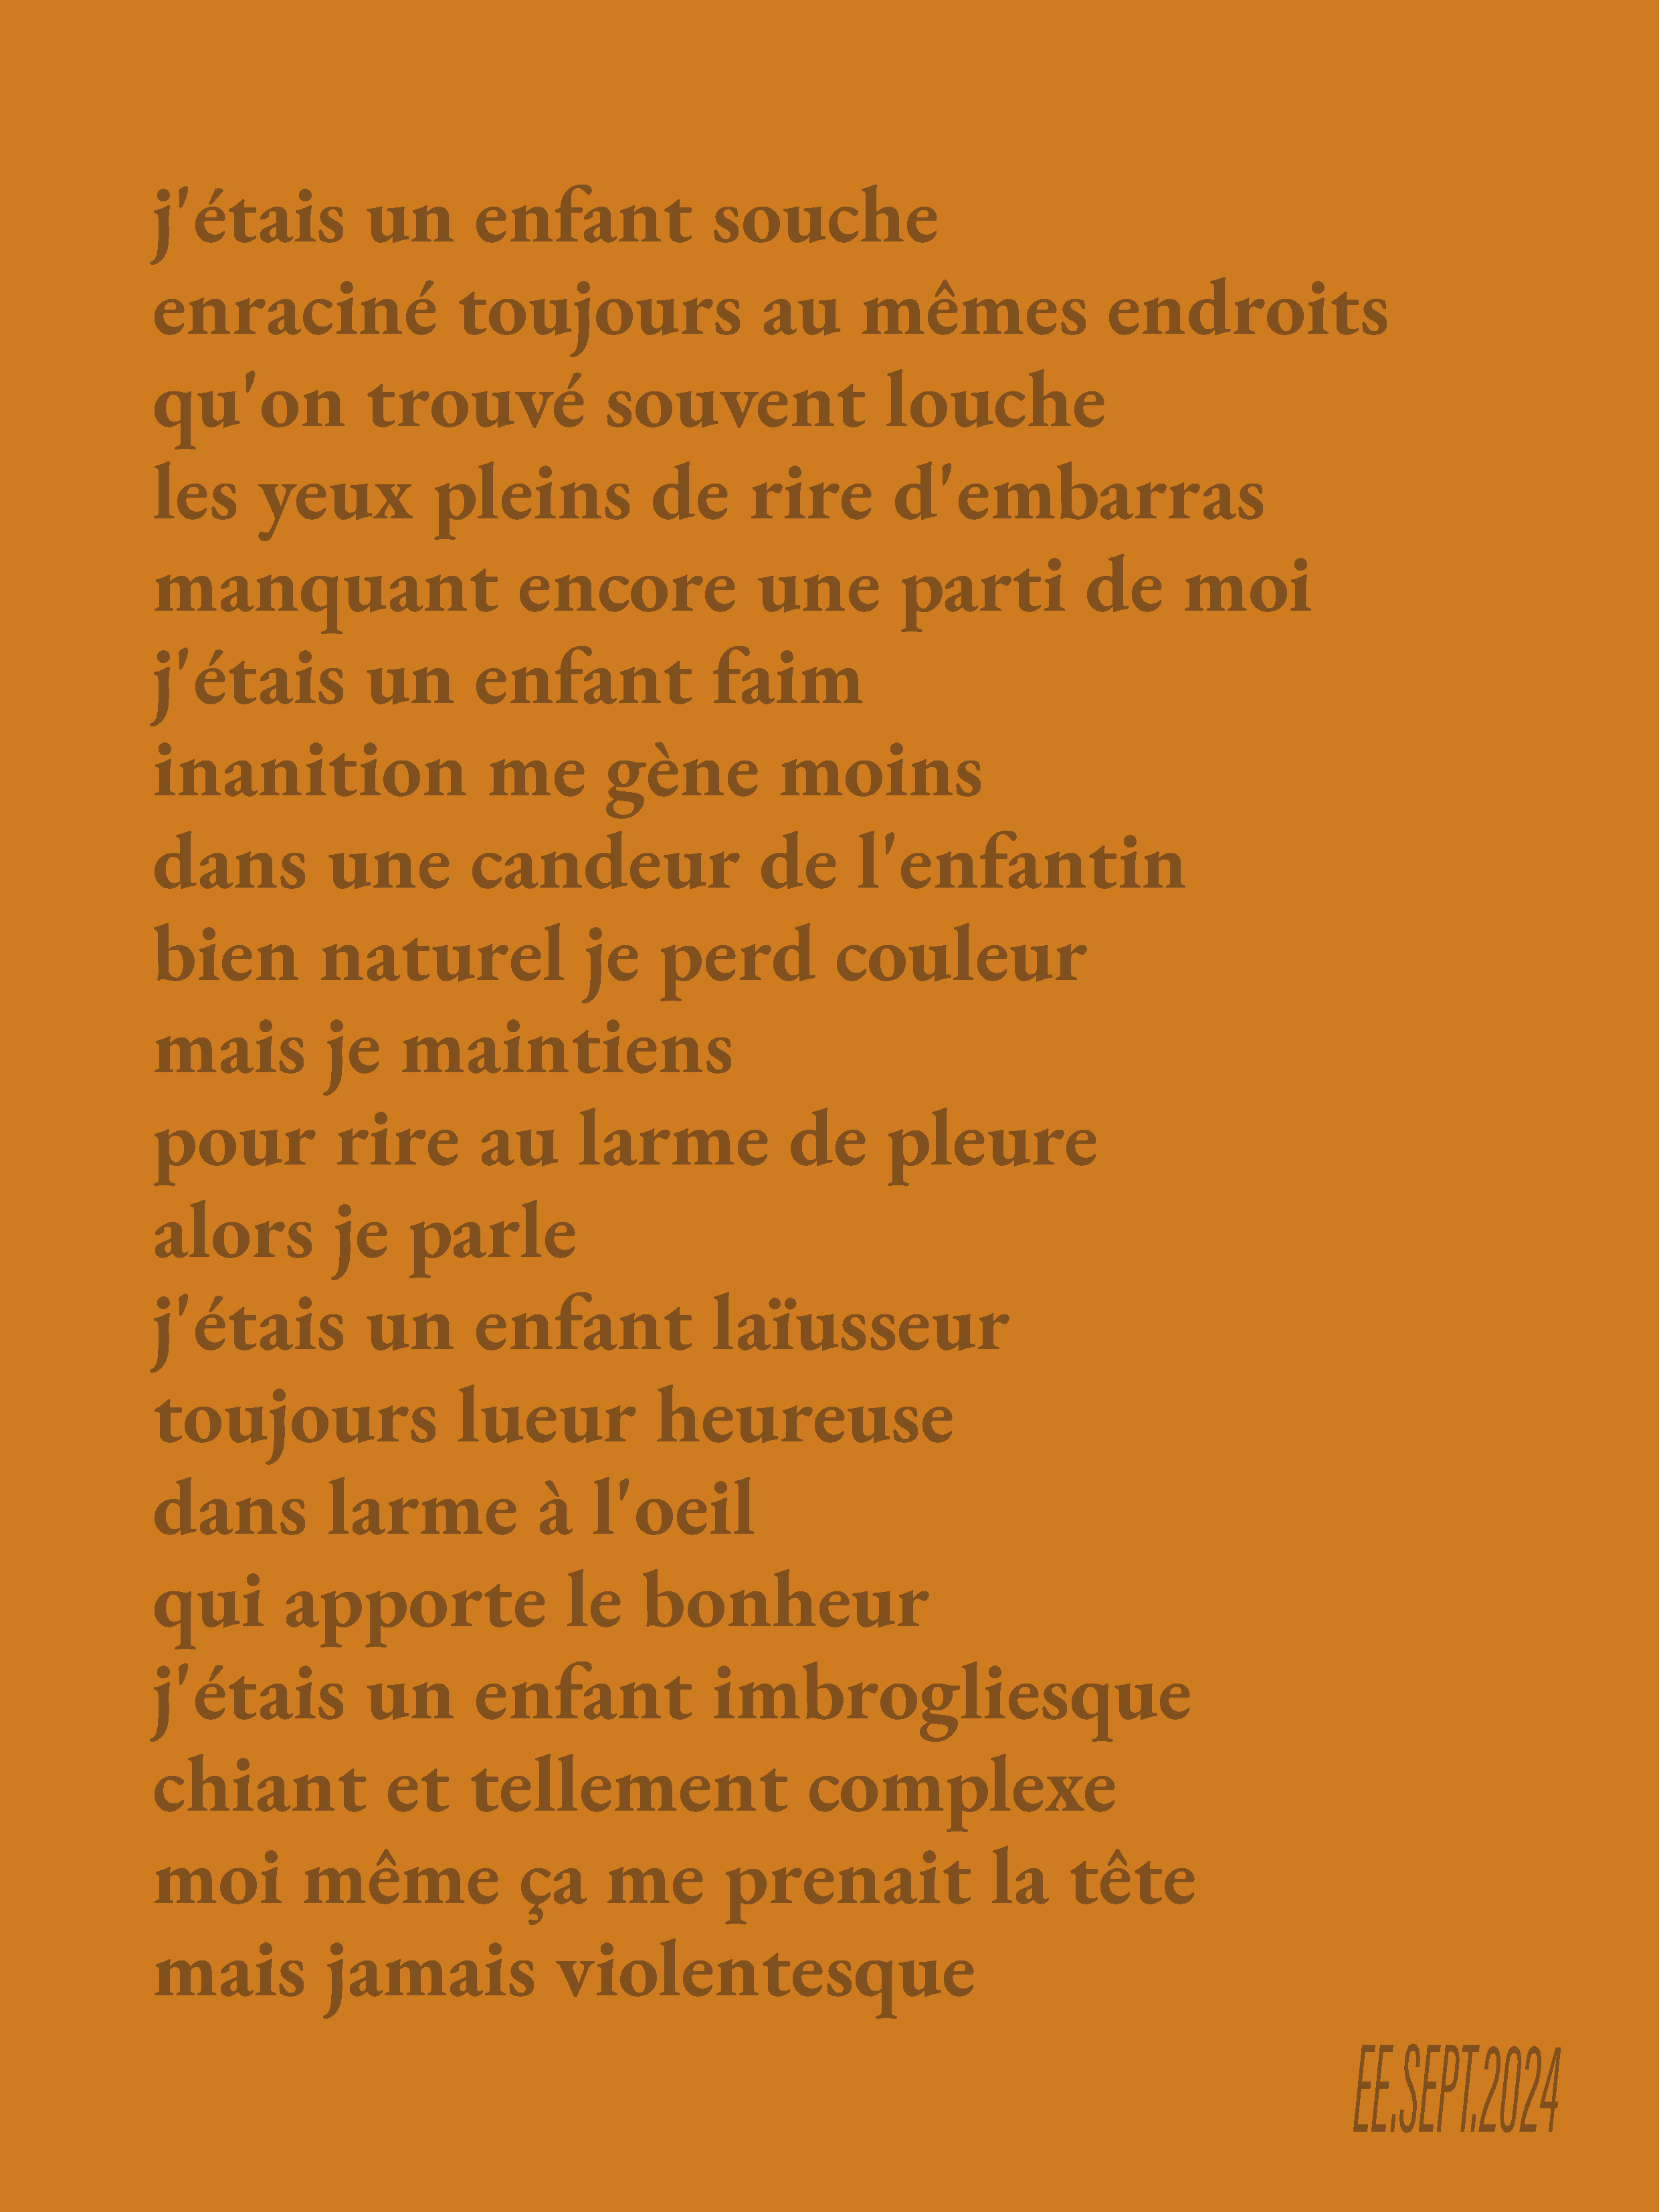 j'étais un enfant souche
enraciné toujours au mêmes endroits
qu'on trouvé souvent louche
les yeux pleins de rire d'embarras
manquant encore une parti de moi
j'étais un enfant faim
inanition me gène moins
dans une candeur de l'enfantin
bien naturel je perd couleur
mais je maintiens
pour rire au larme de pleure
alors je parle
j'étais un enfant laïusseur
toujours lueur heureuse
dans larme à l'oeil
qui apporte le bonheur
j'étais un enfant imbrogliesque
chiant et tellement complexe
moi même ça me prenait la tête
mais jamais violentesque
EE.SEPT.2024